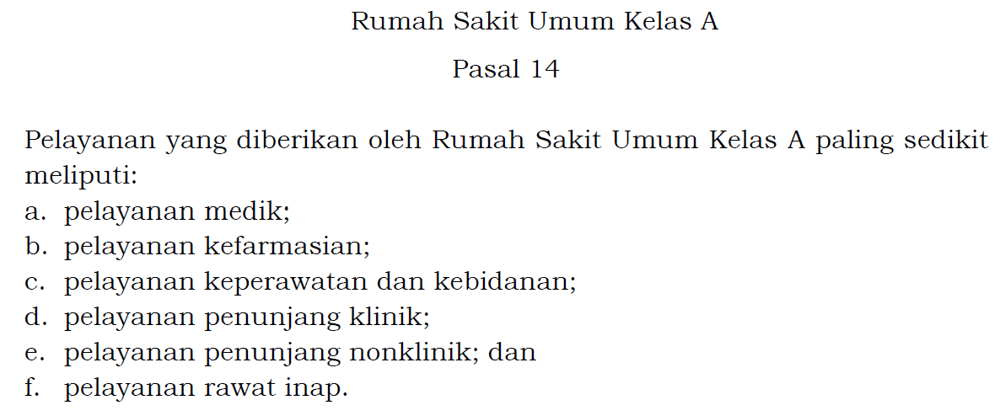 Rumah Sakit Umum Kelas A
Pasal 14
Pelayanan yang diberikan oleh Rumah Sakit Umum Kelas A paling sedikit
meliputi:
a. pelayanan medik;
b. pelayanan kefarmasian;
c. pelayanan keperawatan dan kebidanan;
d. pelayanan penunjang klinik;
e. pelayanan penunjang nonklinik; dan
f. pelayanan rawat inap.